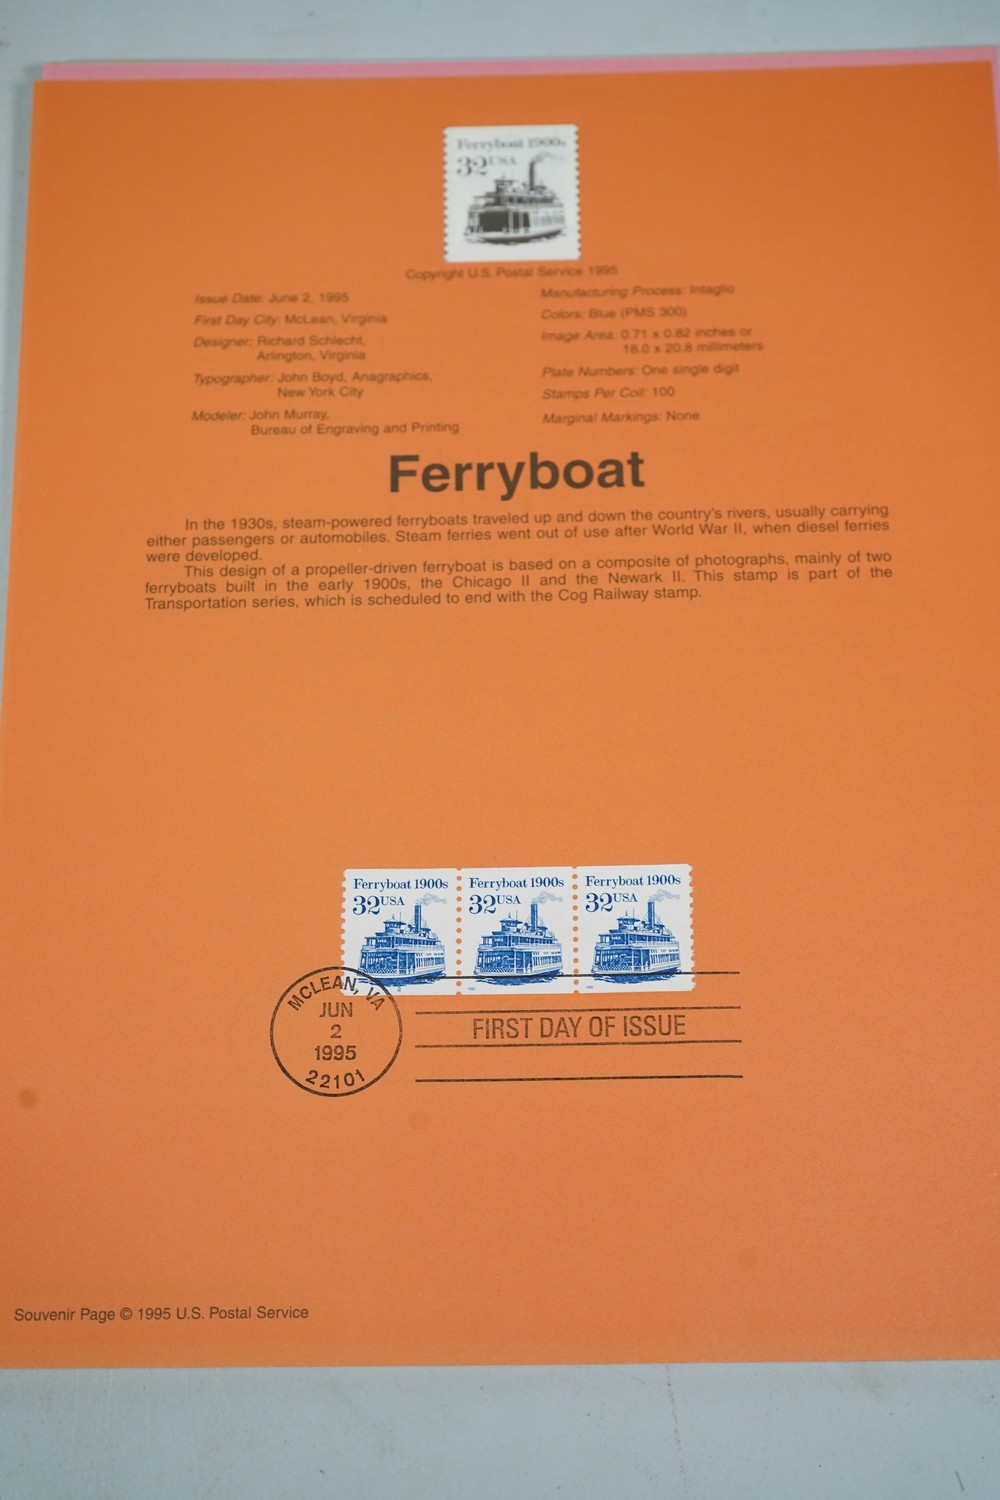 Ferryboat 1900s
32 USA
Copyright U.S. Postal Service 1995
Issue Date: June 2, 1995
First Day City: McLean, Virginia
Designer: Richard Schlecht,
Arlington, Virginia
Typographer: John Boyd, Anagraphics,
New York City
Modeler: John Murray,
Bureau of Engraving and Printing
Manufacturing Process: Intaglio
Colors: Blue (PMS 300)
Image Area: 0.71 x 0.82 inches or
18.0 x 20.8 millimeters
Plate Numbers: One single digit
Stamps Per Coil: 100
Marginal Markings: None
Ferryboat
In the 1930s, steam-powered ferryboats traveled up and down the country's rivers, usually carrying
either passengers or automobiles. Steam ferries went out of use after World War II, when diesel ferries
were developed.
This design of a propeller-driven ferryboat is based on a composite of photographs, mainly of two
ferryboats built in the early 1900s, the Chicago II and the Newark II. This stamp is part of the
Transportation series, which is scheduled to end with the Cog Railway stamp.
Ferryboat 1900s
32 USA
Ferryboat 1900s
32 USA
Ferryboat 1900s
32 USA
MCLEAN, VA
JUN
2
1995
22101
FIRST DAY OF ISSUE
Souvenir Page © 1995 U.S. Postal Service